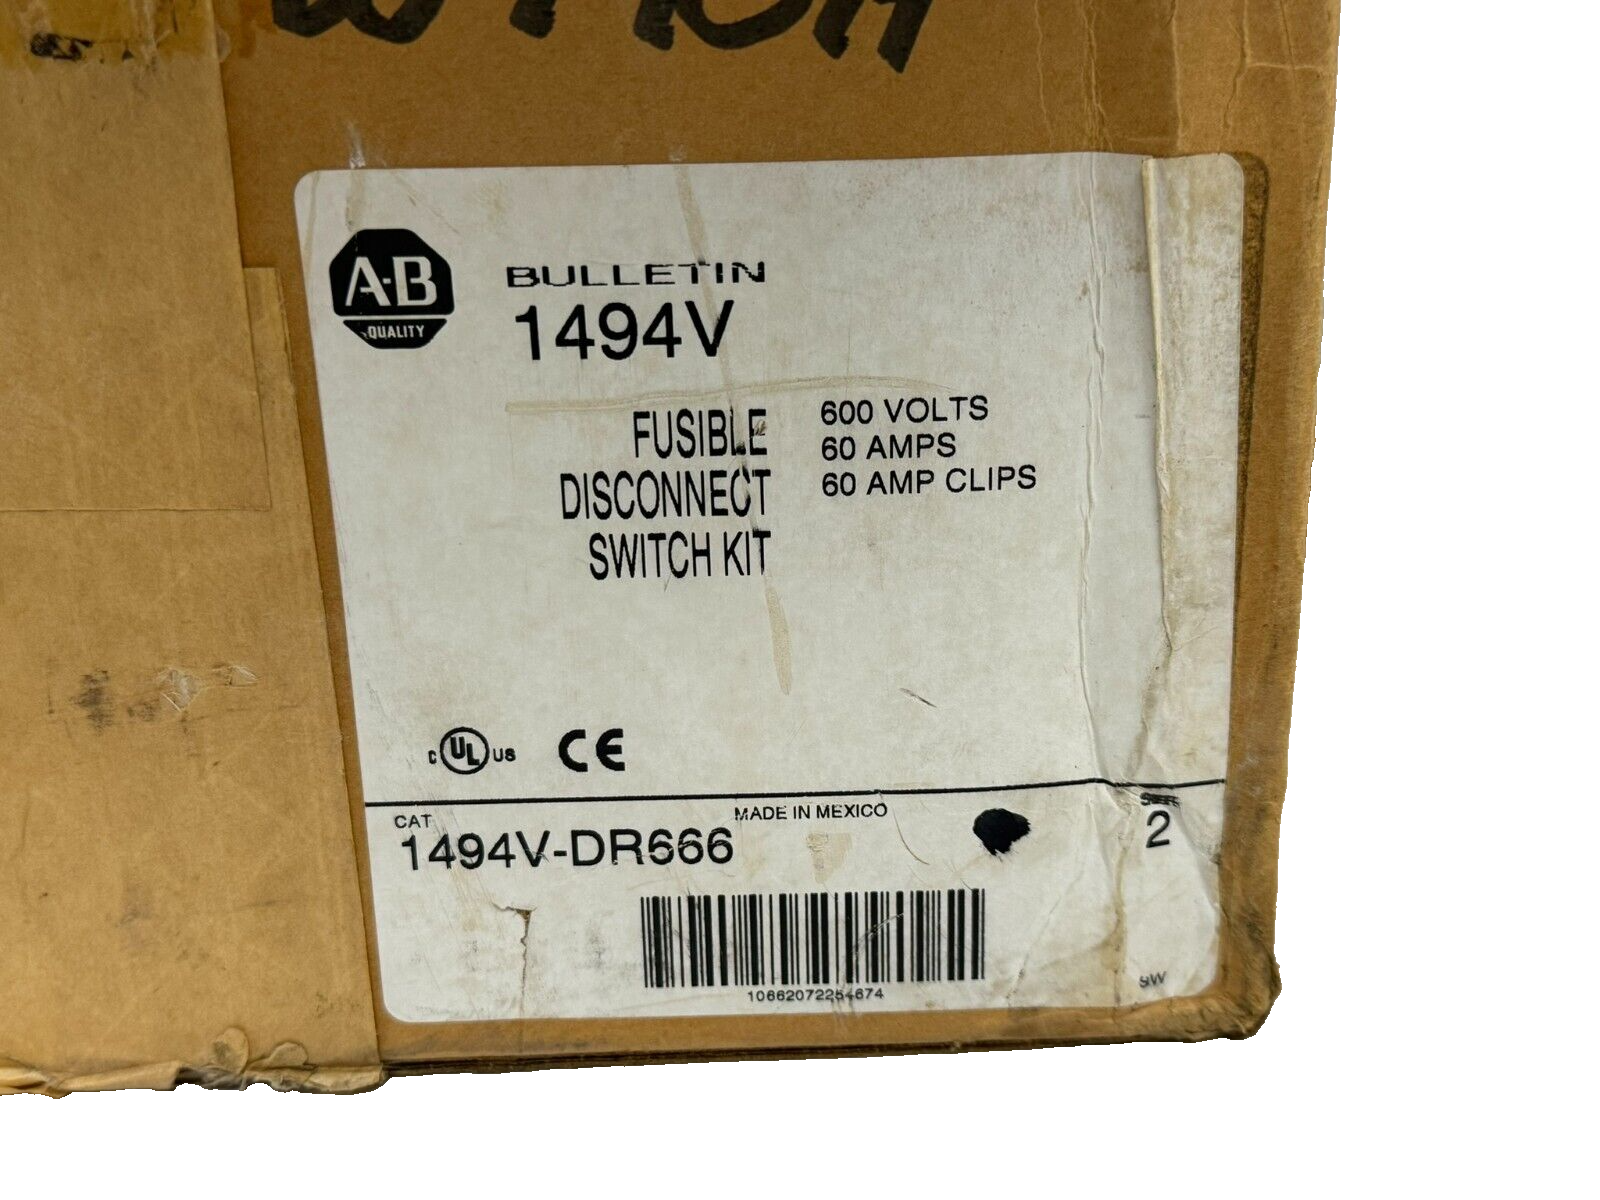 A-B
QUALITY
BULLETIN
1494V
FUSIBLE
DISCONNECT
SWITCH KIT
600 VOLTS
60 AMPS
60 AMP CLIPS
C UL US CE
CAT
MADE IN MEXICO
1494V-DR666
2
10662072254674
SW